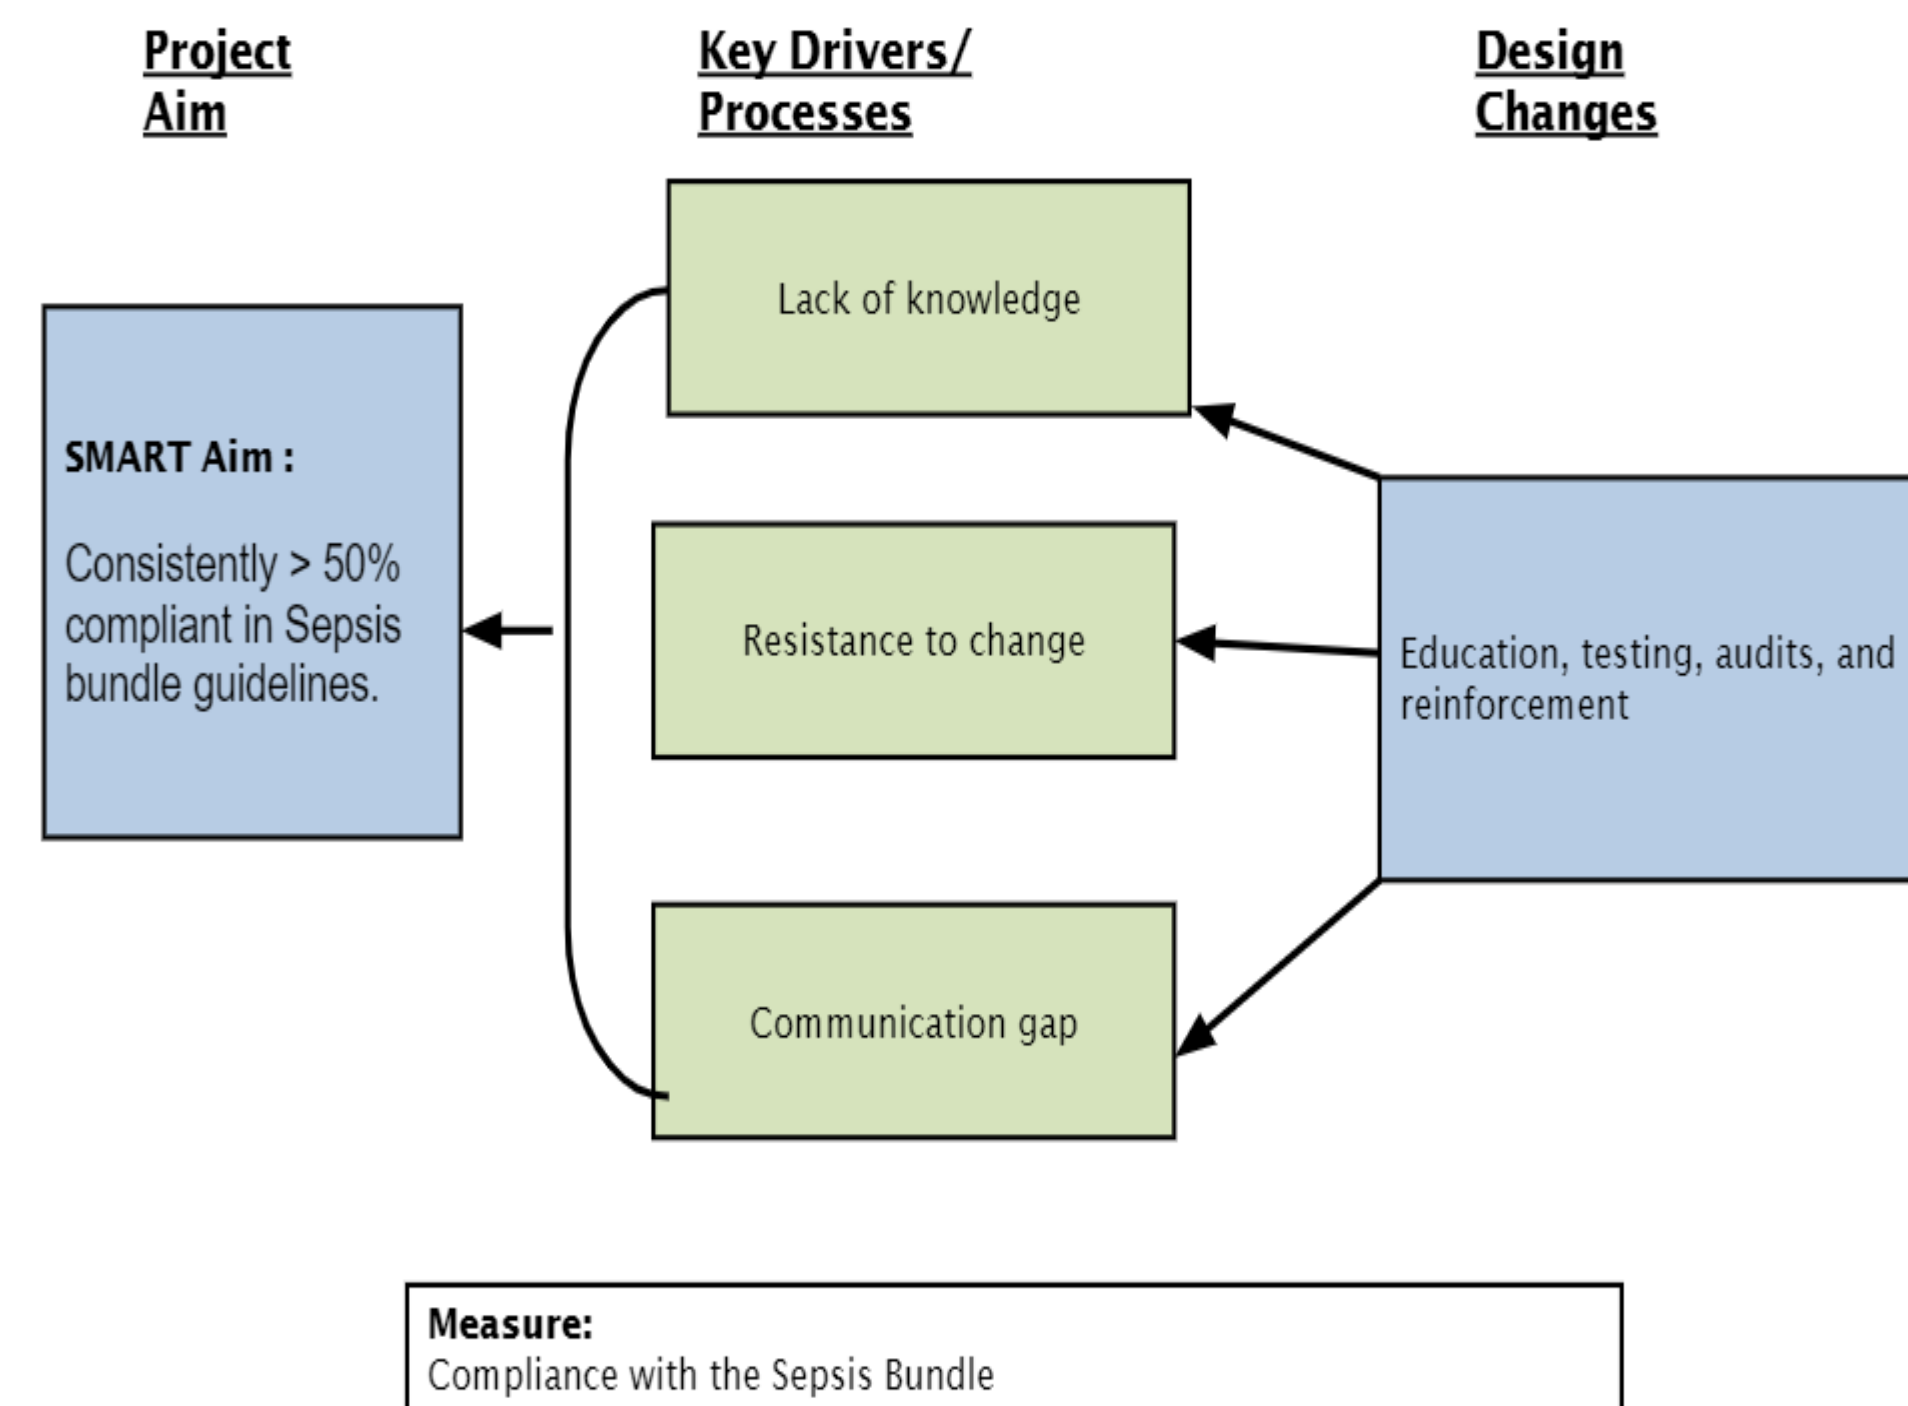 Project
Aim
Key Drivers/
Processes
Design
Changes
SMART Aim :
Consistently > 50%
compliant in Sepsis
bundle guidelines.
Lack of knowledge
Resistance to change
Communication gap
Education, testing, audits, and
reinforcement
Measure:
Compliance with the Sepsis Bundle